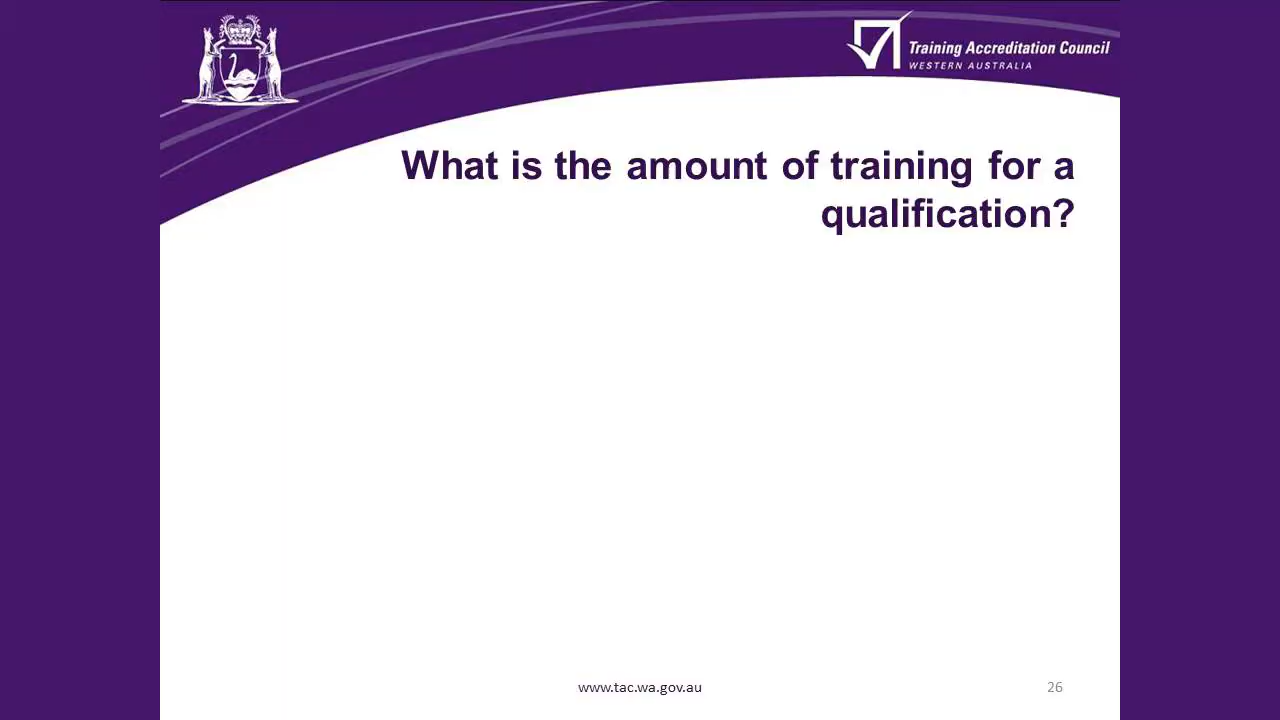 Training Accreditation Council
WESTERN AUSTRALIA
What is the amount of training for a
qualification?
www.tac.wa.gov.au
26